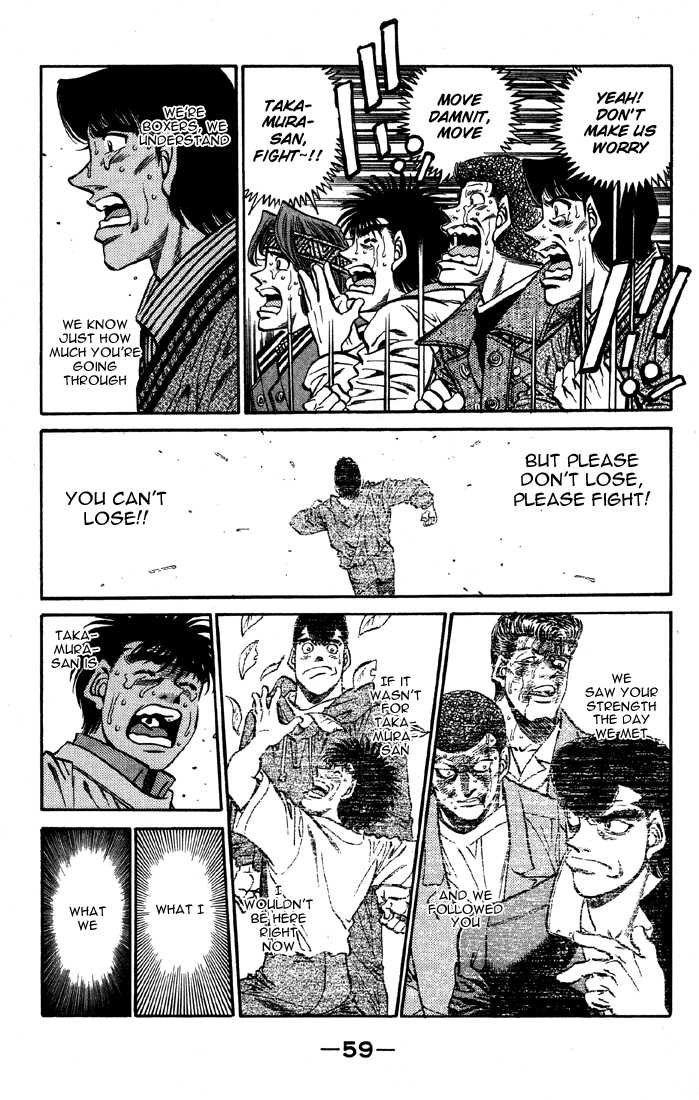 YEAH!
DON'T
MAKE US
WORRY
MOVE
DAMNIT,
MOVE
TAKA-
MURA-
SAN,
FIGHT~!!
WE'RE
BOXERS, WE
UNDERSTAND
WE KNOW
JUST HOW
MUCH YOU'RE
GOING
THROUGH
BUT PLEASE
DON'T LOSE,
PLEASE FIGHT!
YOU CAN'T
LOSE!!
WE
SAW YOUR
STRENGTH
THE DAY
WE MET
AND WE
FOLLOWED
YOU
IF IT
WASN'T
FOR
TAKA-
MURA-
SAN
I
WOULDN'T
BE HERE
RIGHT
NOW
TAKA-
MURA-
SAN IS
WHAT I
WHAT
WE
—59—